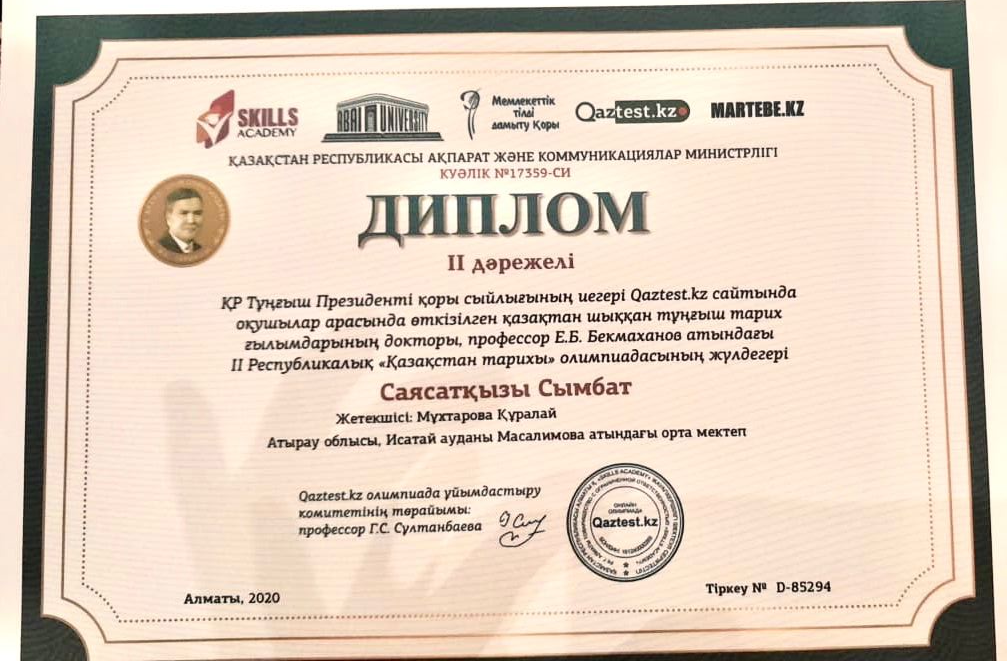 SKILLS
ACADEMY
ABAI UNIVERSITY
Мемлекеттік
тілді
дамыту Қоры
Qaztest.kz
MARTEBE.KZ
ҚАЗАҚСТАН РЕСПУБЛИКАСЫ АҚПАРАТ ЖӘНЕ КОММУНИКАЦИЯЛАР МИНИСТРЛІГІ
КУӘЛІК №17359-СИ
ДИПЛОМ
II дәрежелі
ҚР Тұңғыш Президенті қоры сыйлығының иегері Qaztest.kz сайтында
оқушылар арасында өткізілген қазақтан шыққан тұңғыш тарих
ғылымдарының докторы, профессор Е.Б. Бекмаханов атындағы
II Республикалық «Қазақстан тарихы» олимпиадасының жүлдегері
Саясатқызы Сымбат
Жетекшісі: Мұхтарова Құралай
Атырау облысы, Исатай ауданы Масалимова атындағы орта мектеп
Qaztest.kz олимпиада ұйымдастыру
комитетінің төрайымы:
профессор Г.С. Сұлтанбаева
ОНЛАЙН
ОЛИМПИАДА
Qaztest.kz
Алматы, 2020
Тіркеу № D-85294